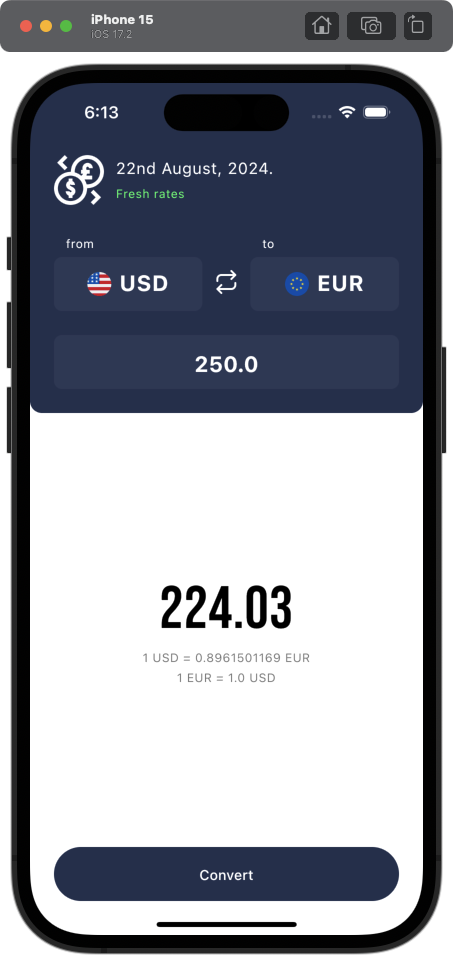 iPhone 15
iOS 17.2
6:13
22nd August, 2024.
Fresh rates
from to
USD EUR
250.0
224.03
1 USD = 0.8961501169 EUR
1 EUR = 1.0 USD
Convert